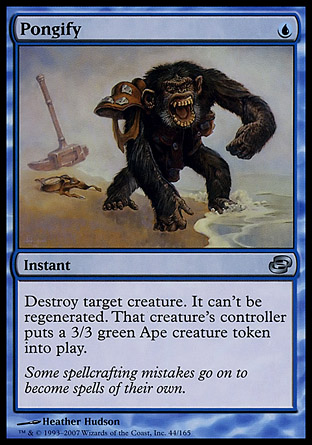 Pongify
Instant
Destroy target creature. It can't be
regenerated. That creature's controller
puts a 3/3 green Ape creature token
into play.
Some spellcrafting mistakes go on to
become spells of their own.
Heather Hudson
™ & © 1993–2007 Wizards of the Coast, Inc. 44/165